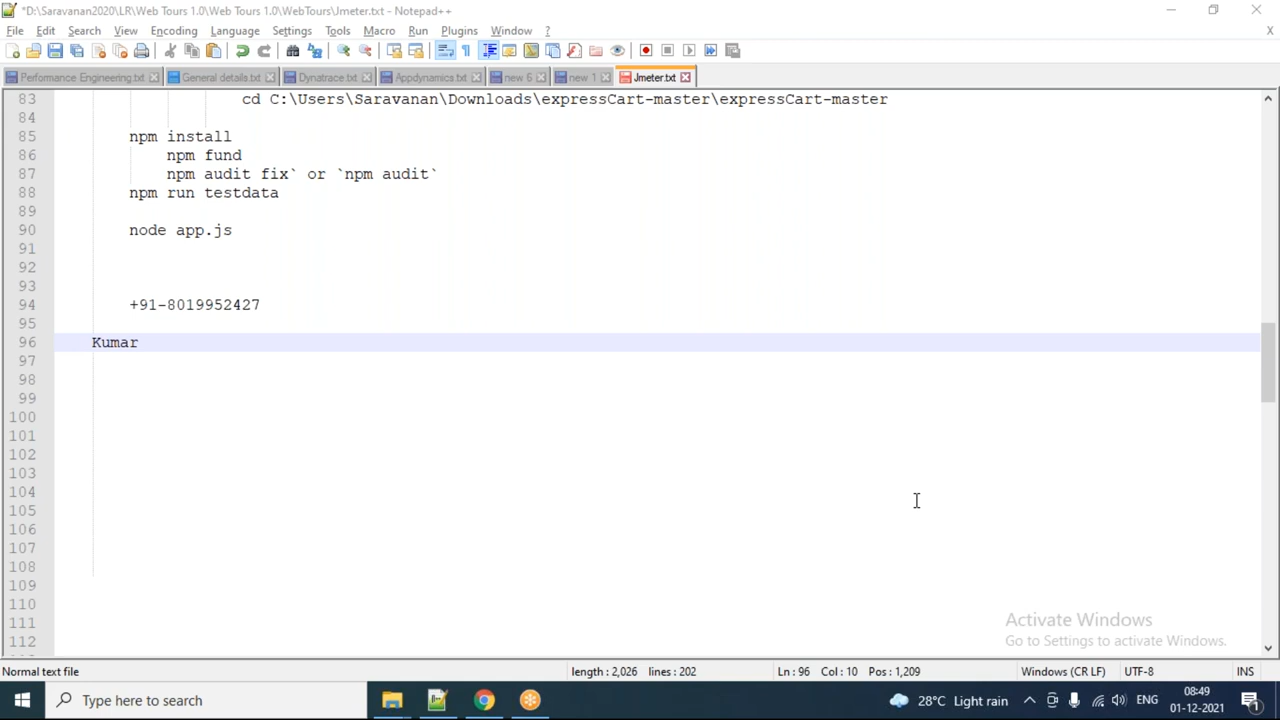 *D:\Saravanan2020\LR\Web Tours 1.0\Web Tours 1.0\WebTours\Jmeter.txt - Notepad++
File Edit Search View Encoding Language Settings Tools Macro Run Plugins Window ? X
Performance Engineering.txt General details.txt Dynatrace.txt Appdynamics.txt new 6 new 1 Jmeter.txt
83 cd C:\Users\Saravanan\Downloads\expressCart-master\expressCart-master
84
85 npm install
86 npm fund
87 npm audit fix` or `npm audit`
88 npm run testdata
89
90 node app.js
91
92
93
94 +91-8019952427
95
96 Kumar
97
98
99
100
101
102
103
104
105
106
107
108
109
110
111
112
Activate Windows
Go to Settings to activate Windows.
Normal text file length : 2,026 lines : 202 Ln : 96 Col : 10 Pos : 1,209 Windows (CR LF) UTF-8 INS
Type here to search 28°C Light rain ENG 08:49
01-12-2021 1